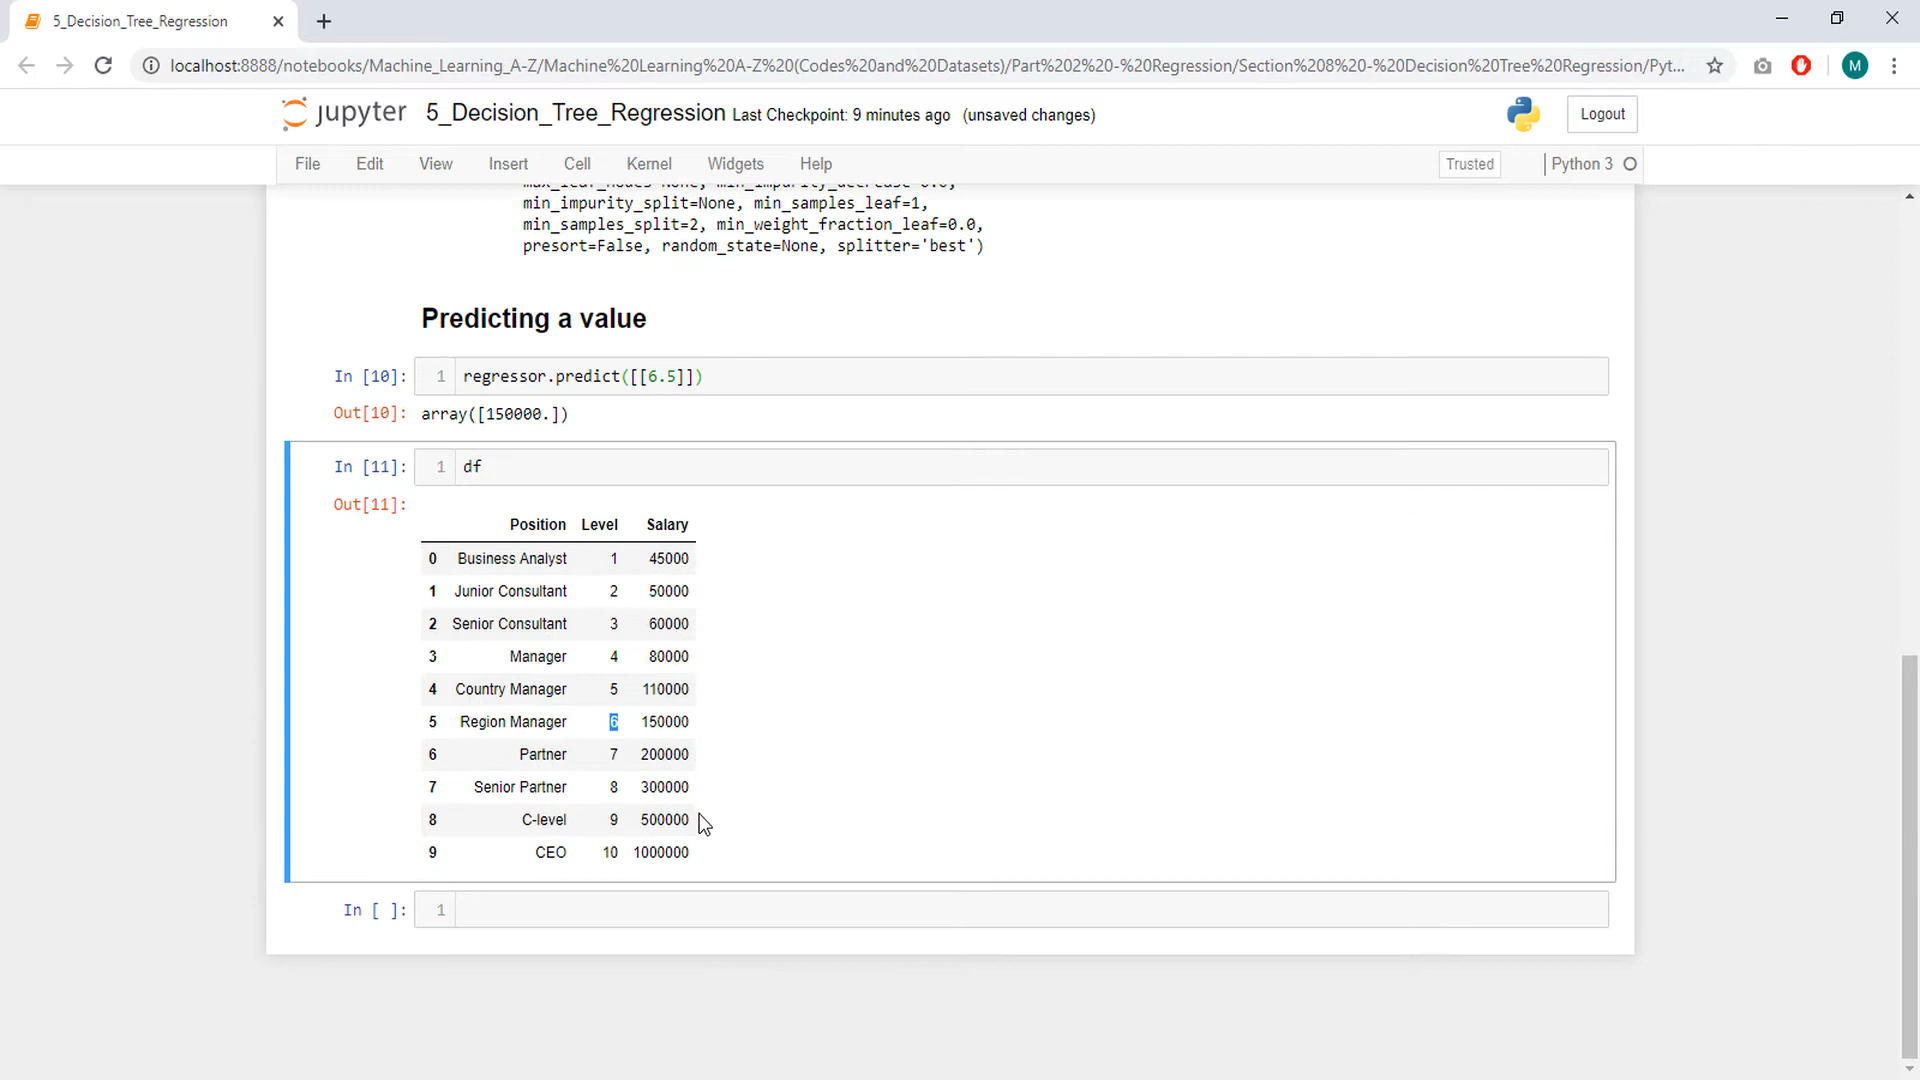 5_Decision_Tree_Regression
localhost:8888/notebooks/Machine_Learning_A-Z/Machine%20Learning%20A-Z%20(Codes%20and%20Datasets)/Part%202%20-%20Regression/Section%208%20-%20Decision%20Tree%20Regression/Pyt...
M
jupyter 5_Decision_Tree_Regression Last Checkpoint: 9 minutes ago (unsaved changes)
Logout
File Edit View Insert Cell Kernel Widgets Help
Trusted Python 3
max_leaf_nodes=None, min_impurity_decrease=0.0,
min_impurity_split=None, min_samples_leaf=1,
min_samples_split=2, min_weight_fraction_leaf=0.0,
presort=False, random_state=None, splitter='best')
Predicting a value
In [10]: 1 regressor.predict([[6.5]])
Out[10]: array([150000.])
In [11]: 1 df
Out[11]:
Position Level Salary
0 Business Analyst 1 45000
1 Junior Consultant 2 50000
2 Senior Consultant 3 60000
3 Manager 4 80000
4 Country Manager 5 110000
5 Region Manager 6 150000
6 Partner 7 200000
7 Senior Partner 8 300000
8 C-level 9 500000
9 CEO 10 1000000
In [ ]: 1